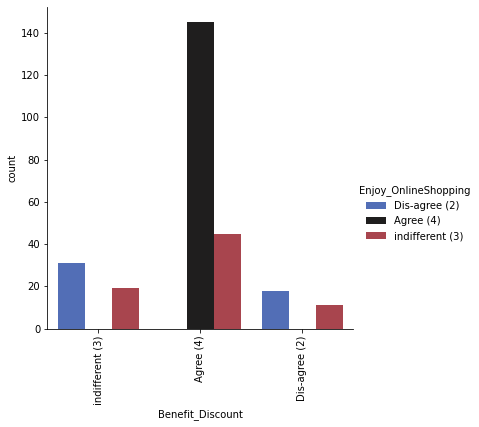 140
120
100
80
60
40
20
0
count
indifferent (3)
Agree (4)
Dis-agree (2)
Benefit_Discount
Enjoy_OnlineShopping
Dis-agree (2)
Agree (4)
indifferent (3)